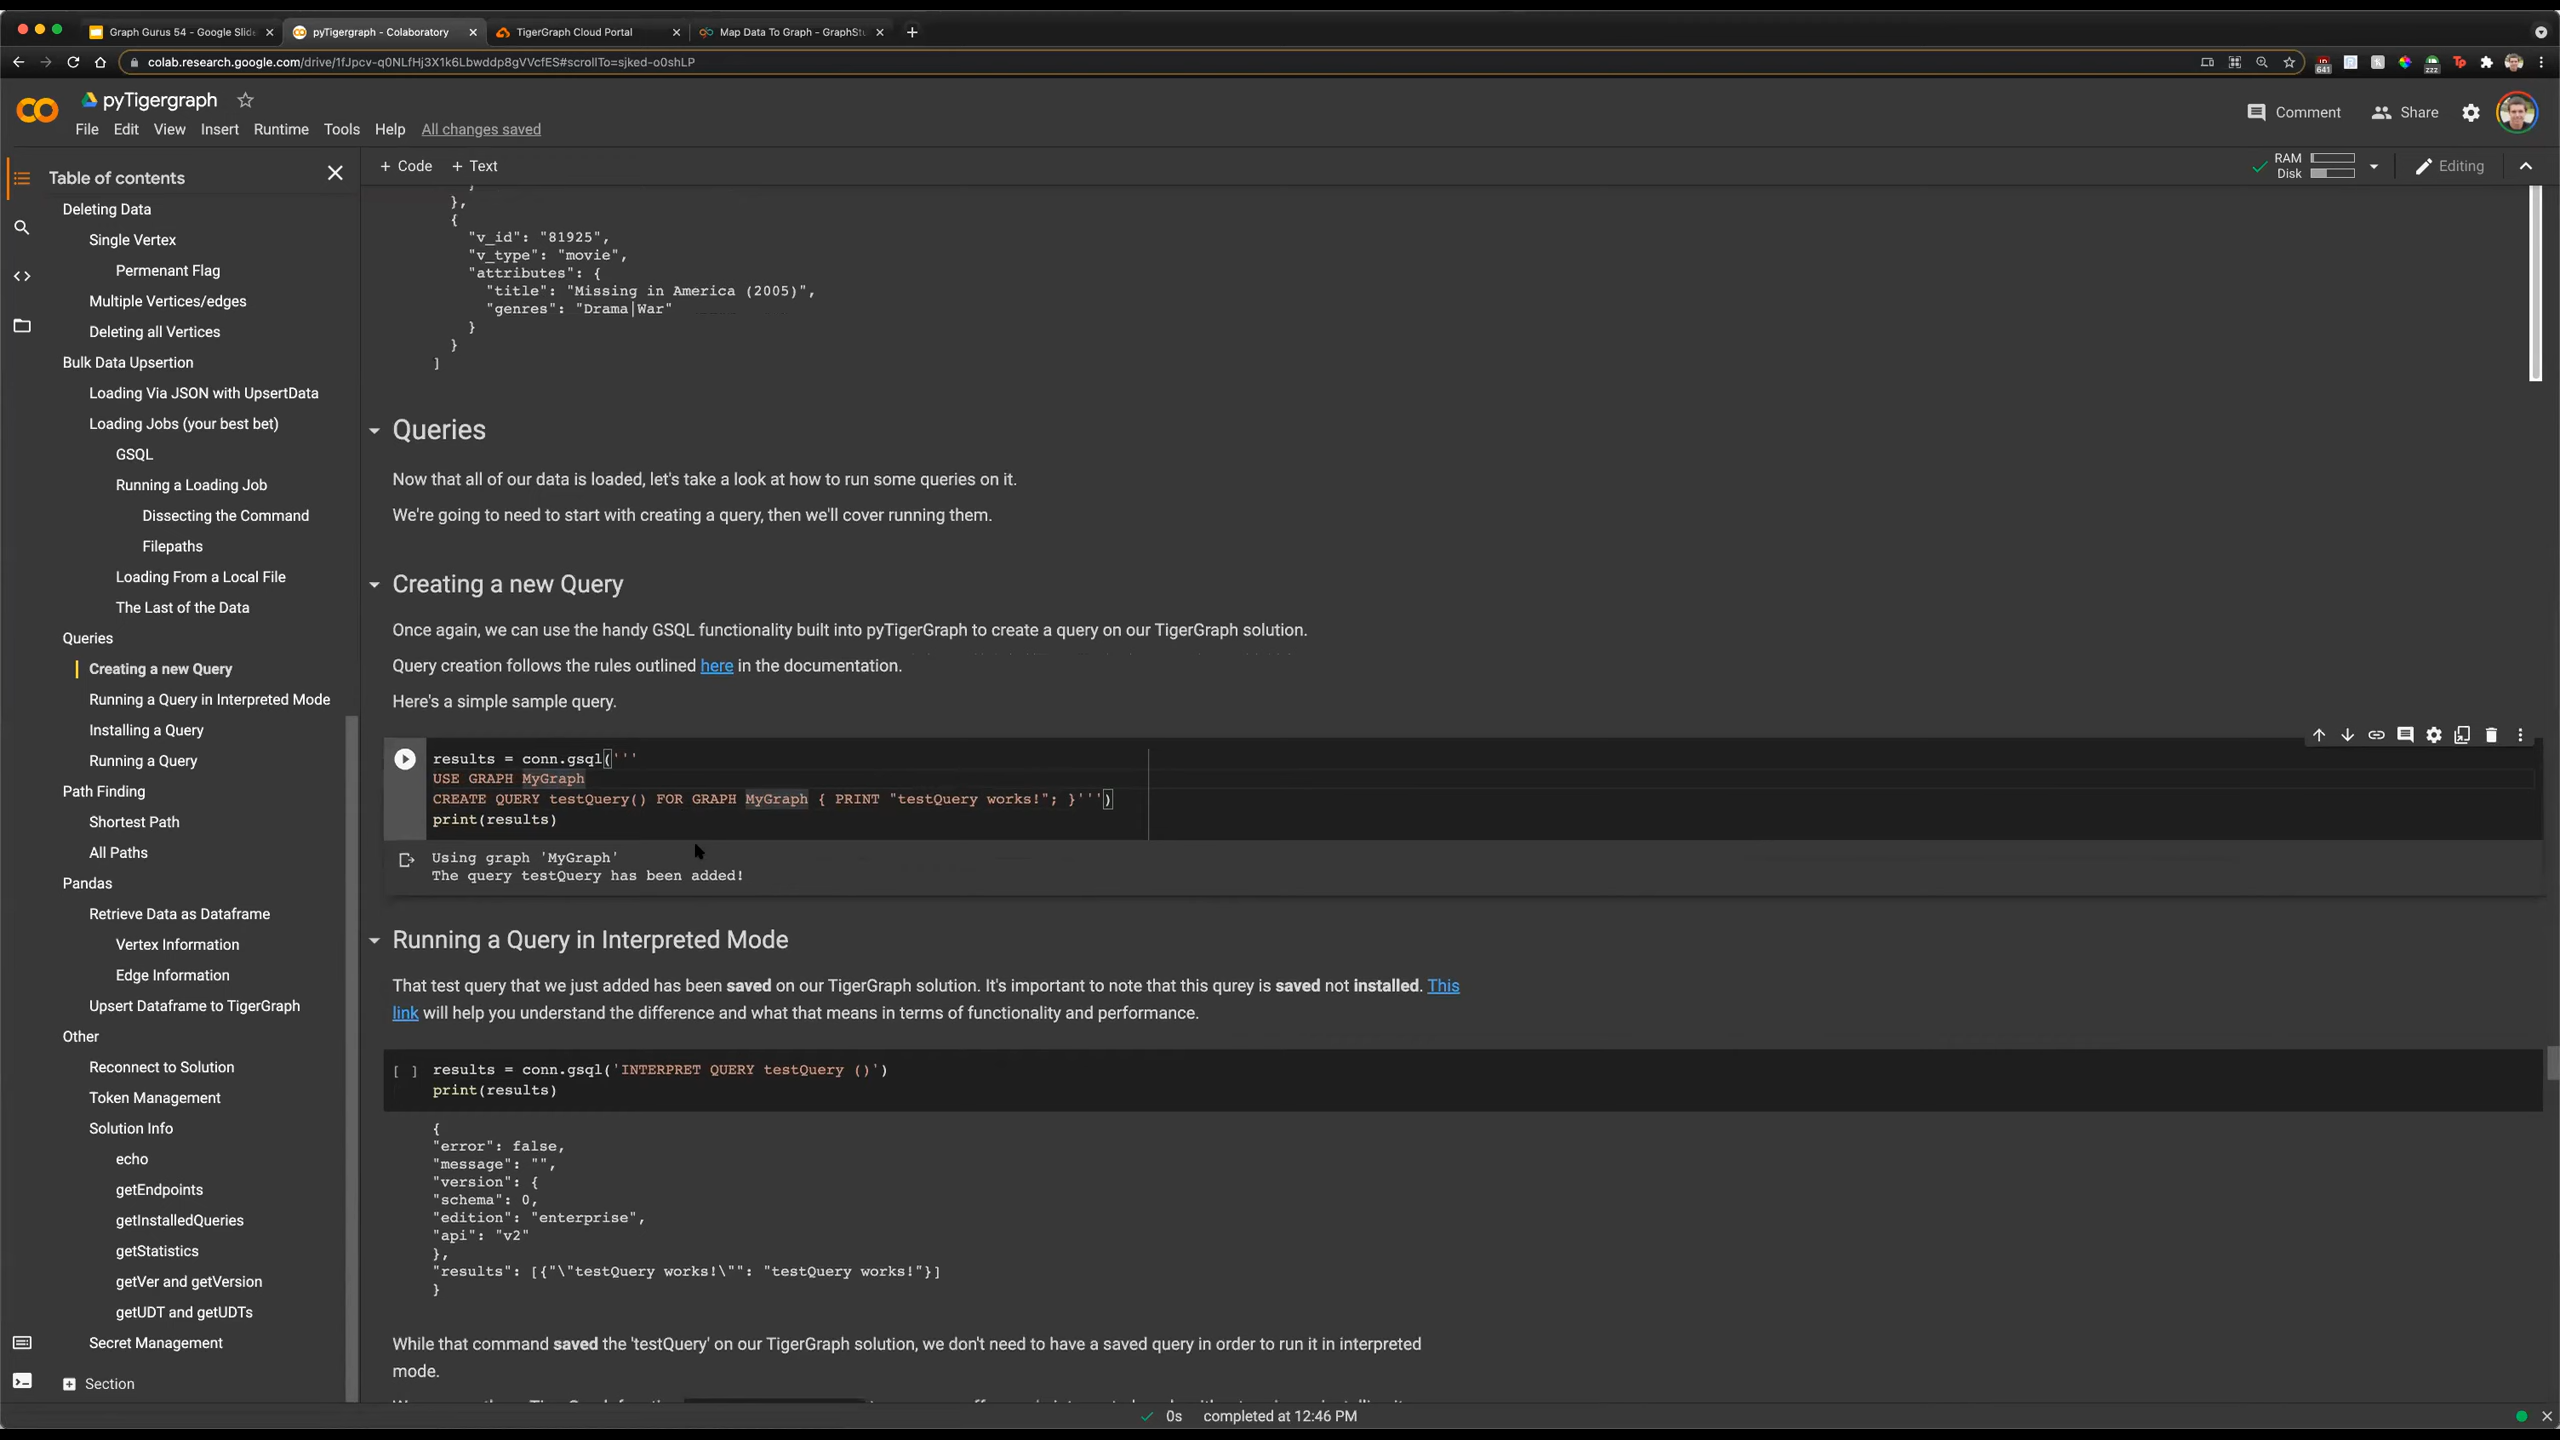 Graph Gurus 54 - Google Slide
pyTigergraph - Colaboratory
TigerGraph Cloud Portal
Map Data To Graph - GraphStu
colab.research.google.com/drive/1fJpcv-q0NLfHj3X1k6Lbwddp8gVVcfES#scrollTo=sjked-o0shLP
pyTigergraph
File Edit View Insert Runtime Tools Help All changes saved
Comment Share
+ Code + Text
RAM
Disk
Editing
Table of contents
Deleting Data
Single Vertex
Permenant Flag
Multiple Vertices/edges
Deleting all Vertices
Bulk Data Upsertion
Loading Via JSON with UpsertData
Loading Jobs (your best bet)
GSQL
Running a Loading Job
Dissecting the Command
Filepaths
Loading From a Local File
The Last of the Data
Queries
Creating a new Query
Running a Query in Interpreted Mode
Installing a Query
Running a Query
Path Finding
Shortest Path
All Paths
Pandas
Retrieve Data as Dataframe
Vertex Information
Edge Information
Upsert Dataframe to TigerGraph
Other
Reconnect to Solution
Token Management
Solution Info
echo
getEndpoints
getInstalledQueries
getStatistics
getVer and getVersion
getUDT and getUDTs
Secret Management
Section
},
{
"v_id": "81925",
"v_type": "movie",
"attributes": {
"title": "Missing in America (2005)",
"genres": "Drama|War"
}
}
]
Queries
Now that all of our data is loaded, let's take a look at how to run some queries on it.
We're going to need to start with creating a query, then we'll cover running them.
Creating a new Query
Once again, we can use the handy GSQL functionality built into pyTigerGraph to create a query on our TigerGraph solution.
Query creation follows the rules outlined here in the documentation.
Here's a simple sample query.
results = conn.gsql('''
USE GRAPH MyGraph
CREATE QUERY testQuery() FOR GRAPH MyGraph { PRINT "testQuery works!"; }''')
print(results)
Using graph 'MyGraph'
The query testQuery has been added!
Running a Query in Interpreted Mode
That test query that we just added has been saved on our TigerGraph solution. It's important to note that this qurey is saved not installed. This
link will help you understand the difference and what that means in terms of functionality and performance.
[ ] results = conn.gsql('INTERPRET QUERY testQuery ()')
print(results)
{
"error": false,
"message": "",
"version": {
"schema": 0,
"edition": "enterprise",
"api": "v2"
},
"results": [{"\"testQuery works!\"": "testQuery works!"}]
}
While that command saved the 'testQuery' on our TigerGraph solution, we don't need to have a saved query in order to run it in interpreted
mode.
0s completed at 12:46 PM